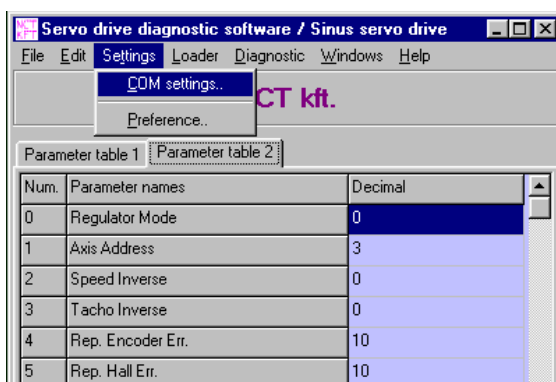 NCT Servo drive diagnostic software / Sinus servo drive
File Edit Settings Loader Diagnostic Windows Help
COM settings..
CT kft.
Preference..
Parameter table 1 Parameter table 2
Num. Parameter names Decimal
0 Regulator Mode 0
1 Axis Address 3
2 Speed Inverse 0
3 Tacho Inverse 0
4 Rep. Encoder Err. 10
5 Rep. Hall Err. 10